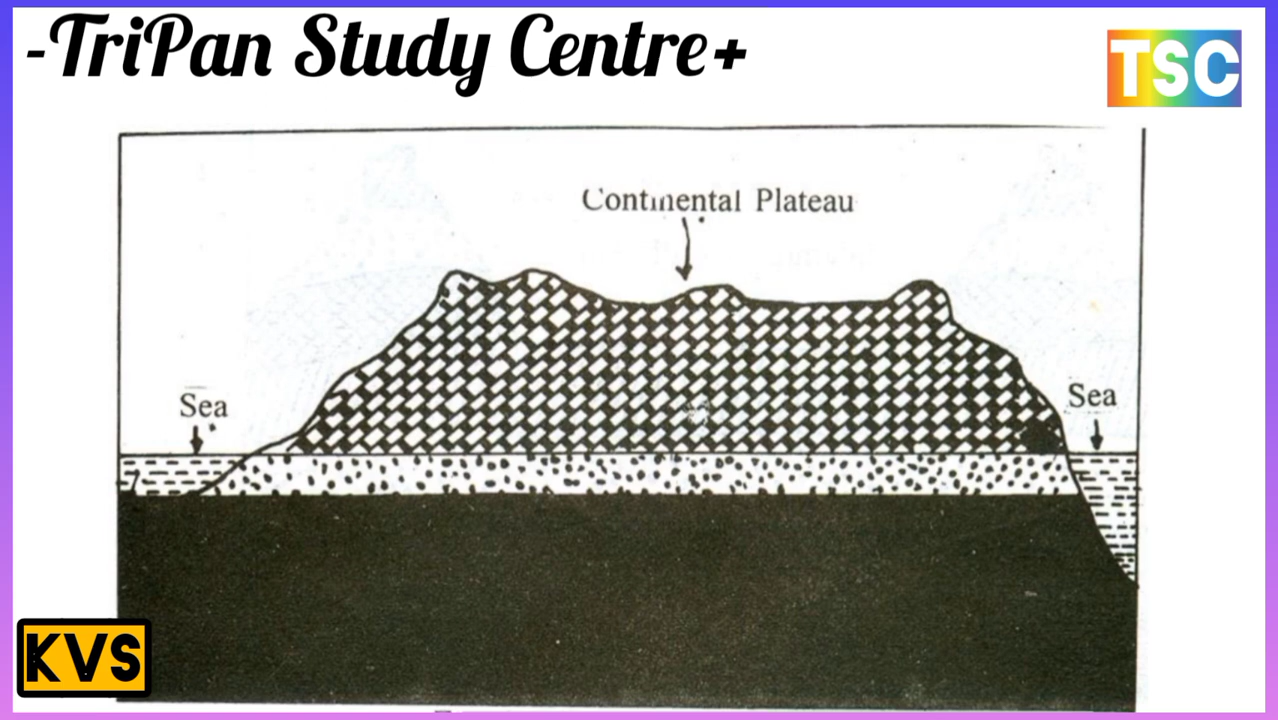 -TriPan Study Centre+
TSC
Continental Plateau
Sea
Sea
KVS